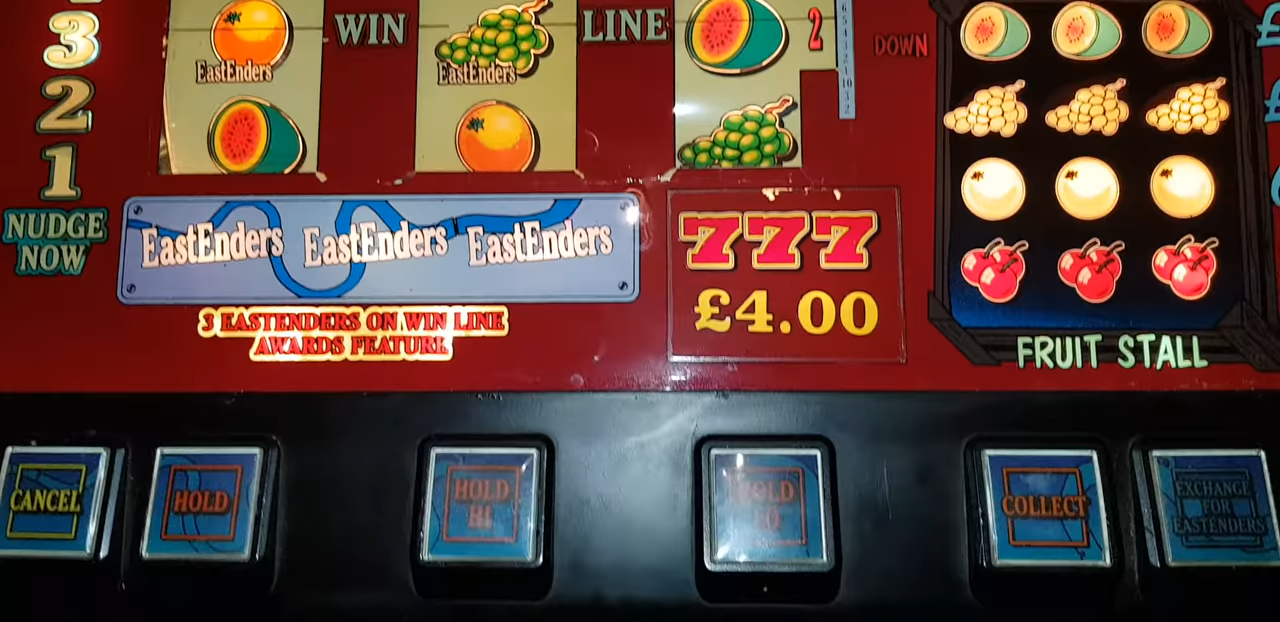 3
2
1
NUDGE
NOW
WIN
LINE
2
DOWN
EastEnders
EastEnders
EastEnders EastEnders EastEnders
3 EASTENDERS ON WIN LINE
AWARDS FEATURE
777
£4.00
FRUIT STALL
CANCEL
HOLD
HOLD
HI
HOLD
LO
COLLECT
EXCHANGE
FOR
EASTENDERS